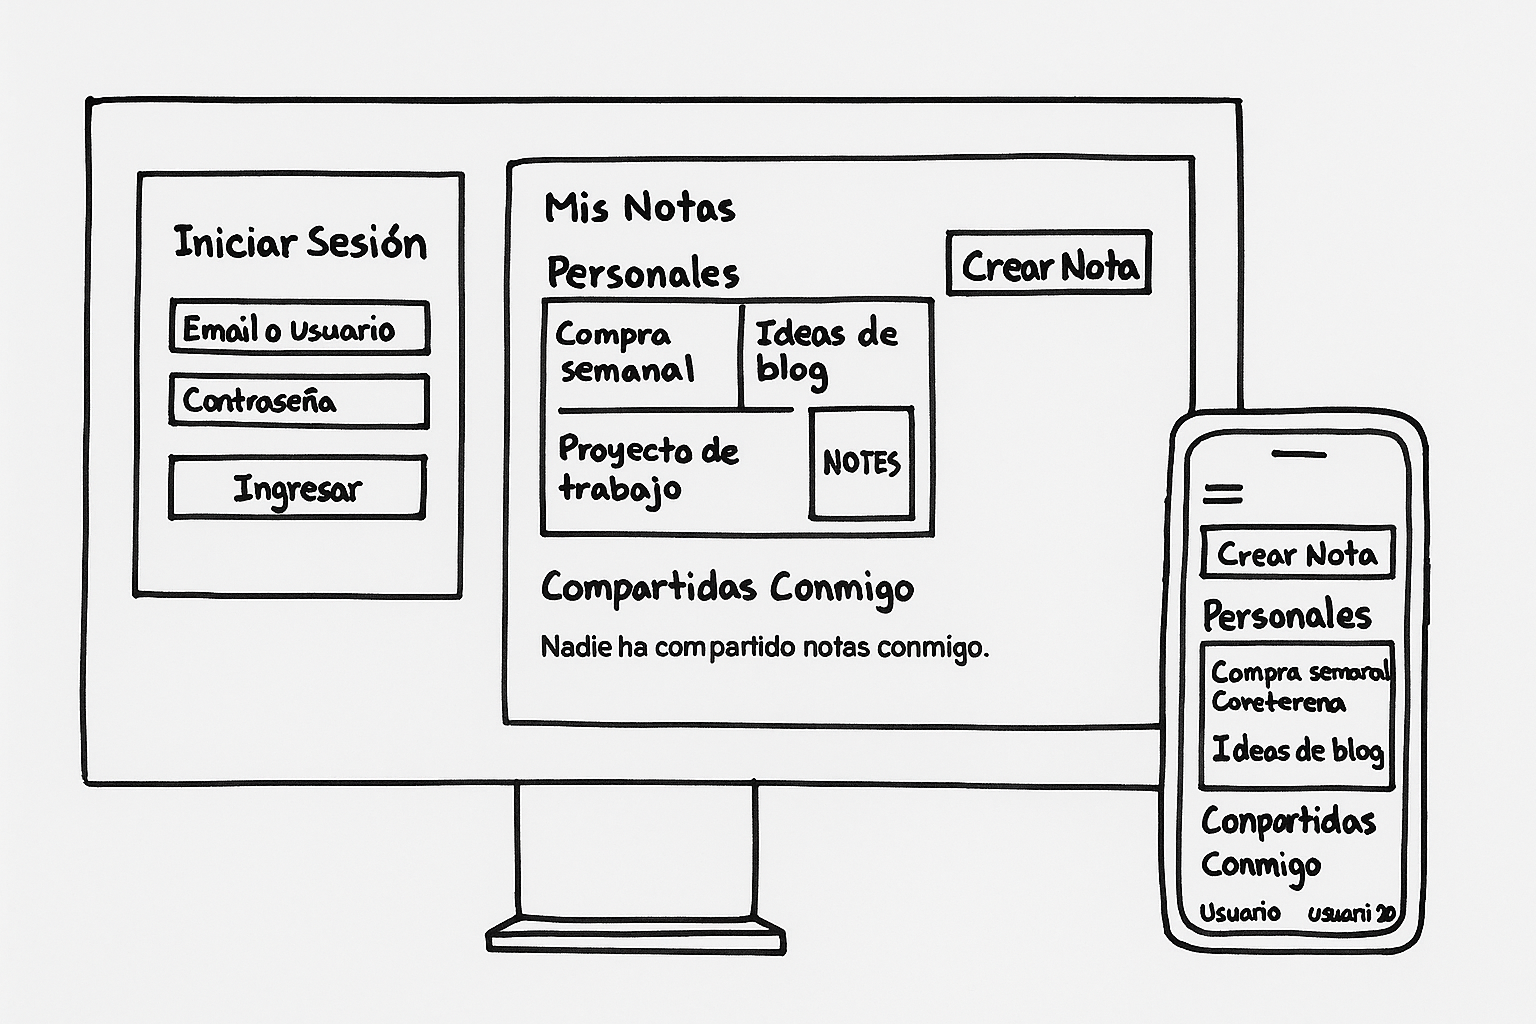 Iniciar Sesión
Email o Usuario
Contraseña
Ingresar
Mis Notas
Crear Nota
Personales
Compra
semanal
Ideas de
blog
Proyecto de
trabajo
NOTES
Compartidas Conmigo
Nadie ha compartido notas conmigo.
Crear Nota
Personales
Compra semaral
Coreterena
Ideas de blog
Conpartidas
Conmigo
Usuario usuari 20